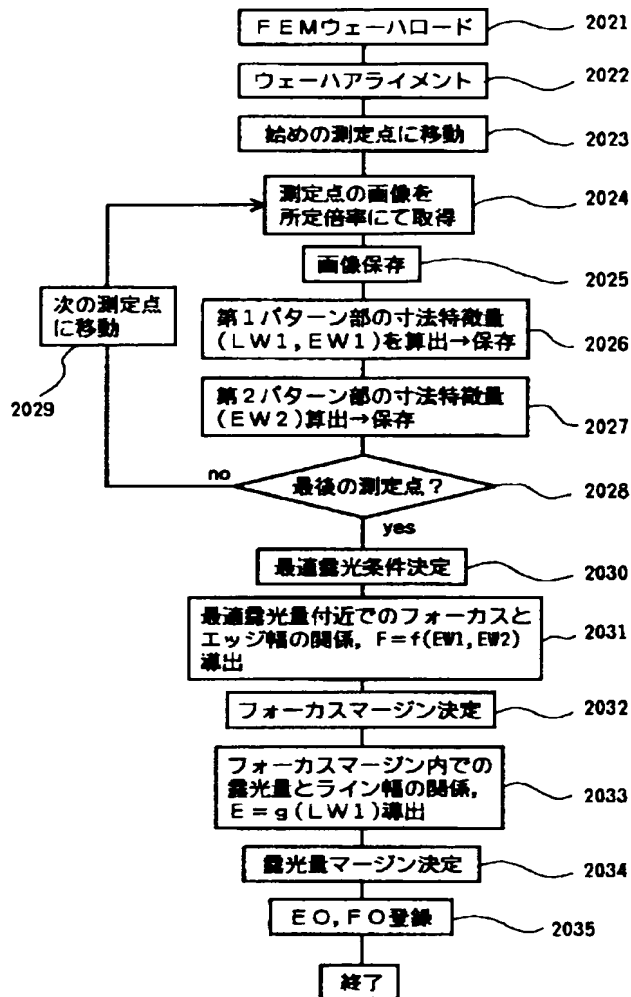 FEMウェーハロード
2021
ウェーハアライメント
2022
始めの測定点に移動
2023
測定点の画像を
所定倍率にて取得
2024
画像保存
2025
次の測定点
に移動
2029
第1パターン部の寸法特徴量
(LW1,EW1)を算出→保存
2026
第2パターン部の寸法特徴量
(EW2)算出→保存
2027
no
最後の測定点?
2028
yes
最適露光条件決定
2030
最適露光量付近でのフォーカスと
エッジ幅の関係,F=f(EW1,EW2)
導出
2031
フォーカスマージン決定
2032
フォーカスマージン内での
露光量とライン幅の関係,
E=g(LW1)導出
2033
露光量マージン決定
2034
EO,FO登録
2035
終了